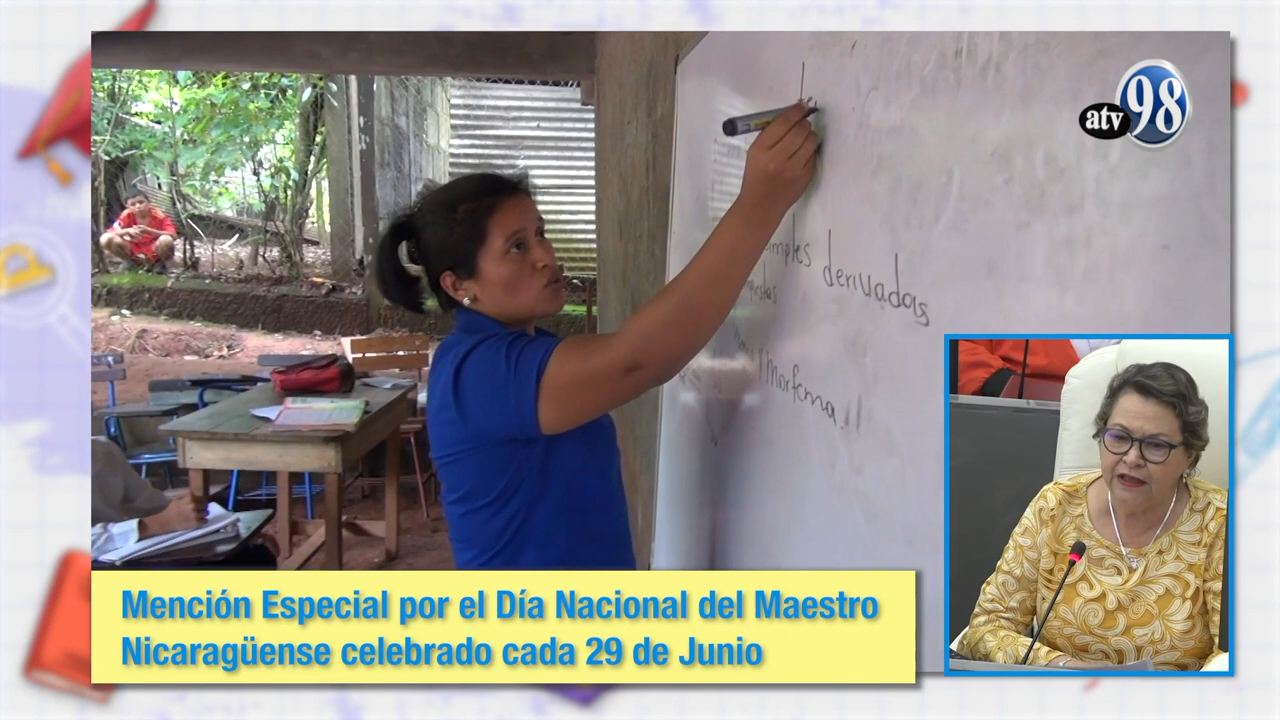 atv 98
derivadas
y Morfema.
Mención Especial por el Día Nacional del Maestro
Nicaragüense celebrado cada 29 de Junio